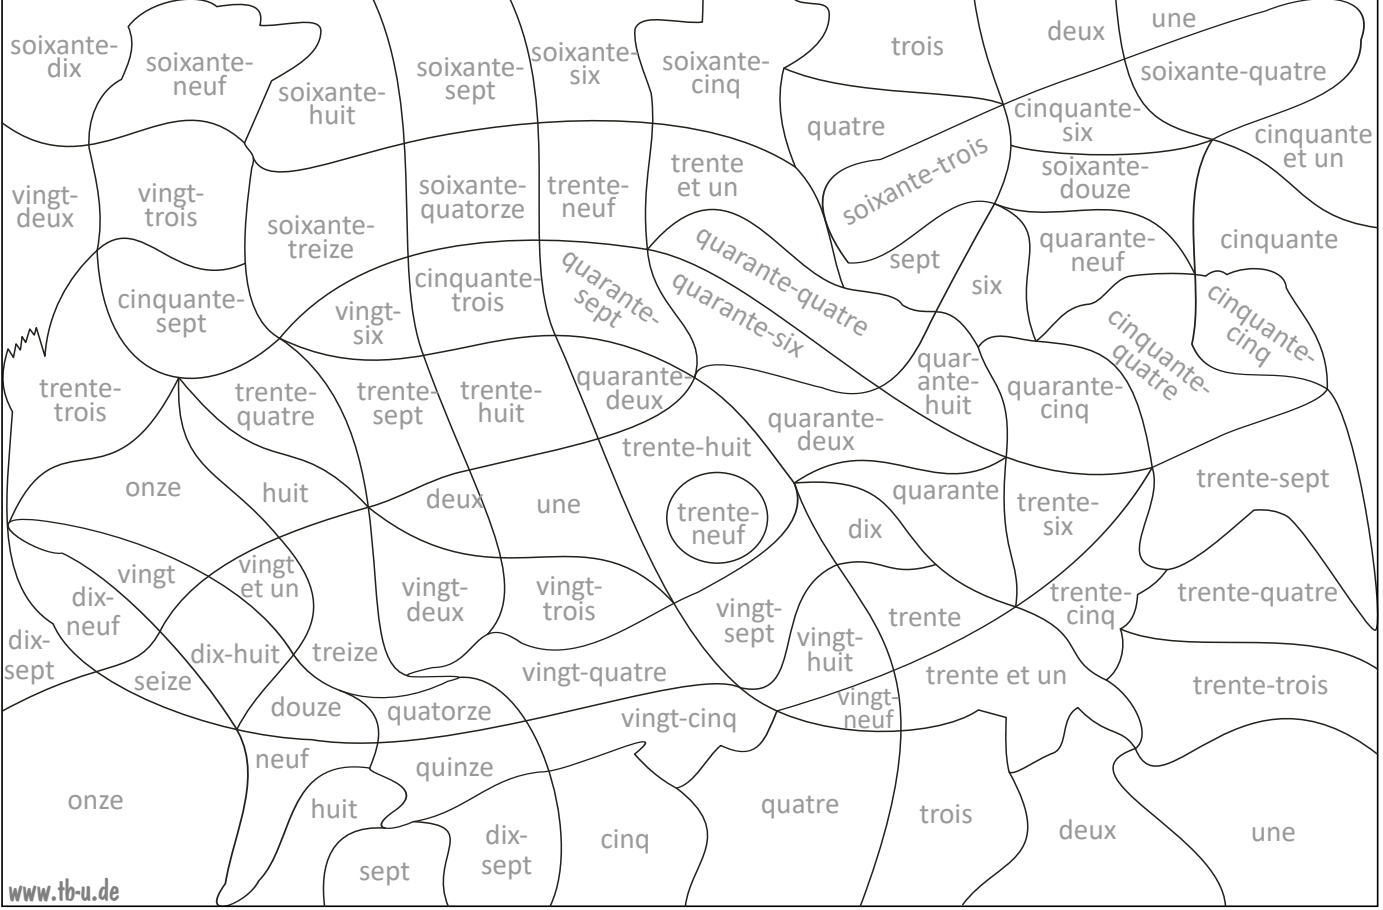 soixante-
dix
soixante-
neuf
soixante-
huit
soixante-
sept
soixante-
six
soixante-
cinq
trois
deux
une
soixante-quatre
quatre
cinquante-
six
cinquante
et un
soixante-trois
soixante-
douze
vingt-
deux
vingt-
trois
soixante-
treize
soixante-
quatorze
trente-
neuf
trente
et un
sept
six
quarante-
neuf
cinquante
cinquante-
sept
vingt-
six
cinquante-
trois
quarante-
sept
quarante-quatre
quarante-six
cinquante-
quatre
cinquante-
cinq
trente-
trois
trente-
quatre
trente-
sept
trente-
huit
quarante-
deux
quarante-
deux
quar-
ante-
huit
quarante-
cinq
trente-huit
trente-
neuf
onze
huit
deux
une
dix
quarante
trente-
six
trente-sept
vingt
vingt
et un
dix-
neuf
vingt-
deux
vingt-
trois
vingt-
sept
vingt-
huit
trente
trente-
cinq
trente-quatre
dix-
sept
seize
dix-huit
treize
vingt-quatre
trente et un
trente-trois
douze
quatorze
vingt-cinq
vingt-
neuf
onze
neuf
huit
quinze
sept
dix-
sept
cinq
quatre
trois
deux
une
www.tb-u.de